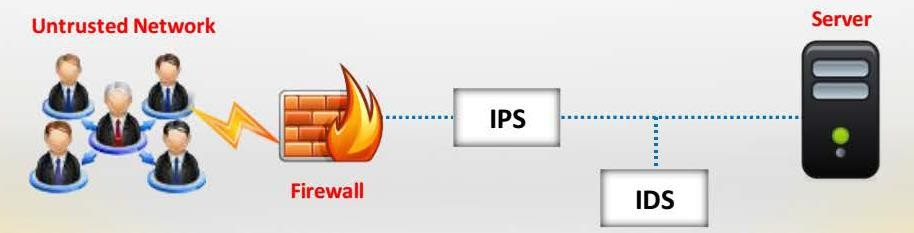 Untrusted Network
Server
IPS
Firewall
IDS